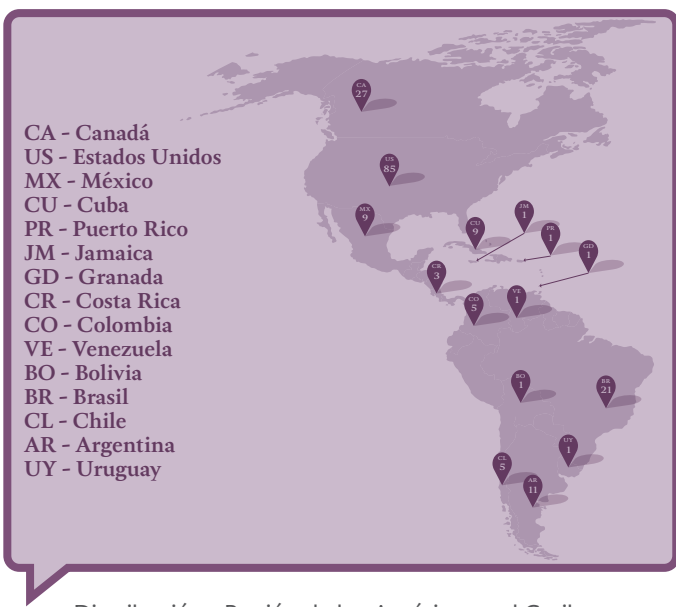 CA - Canadá
US - Estados Unidos
MX - México
CU - Cuba
PR - Puerto Rico
JM - Jamaica
GD - Granada
CR - Costa Rica
CO - Colombia
VE - Venezuela
BO - Bolivia
BR - Brasil
CL - Chile
AR - Argentina
UY - Uruguay
CA
27
US
85
MX
9
CU
9
JM
1
PR
1
GD
1
CR
3
CO
5
VE
1
BO
1
BR
21
UY
1
CL
5
AR
11